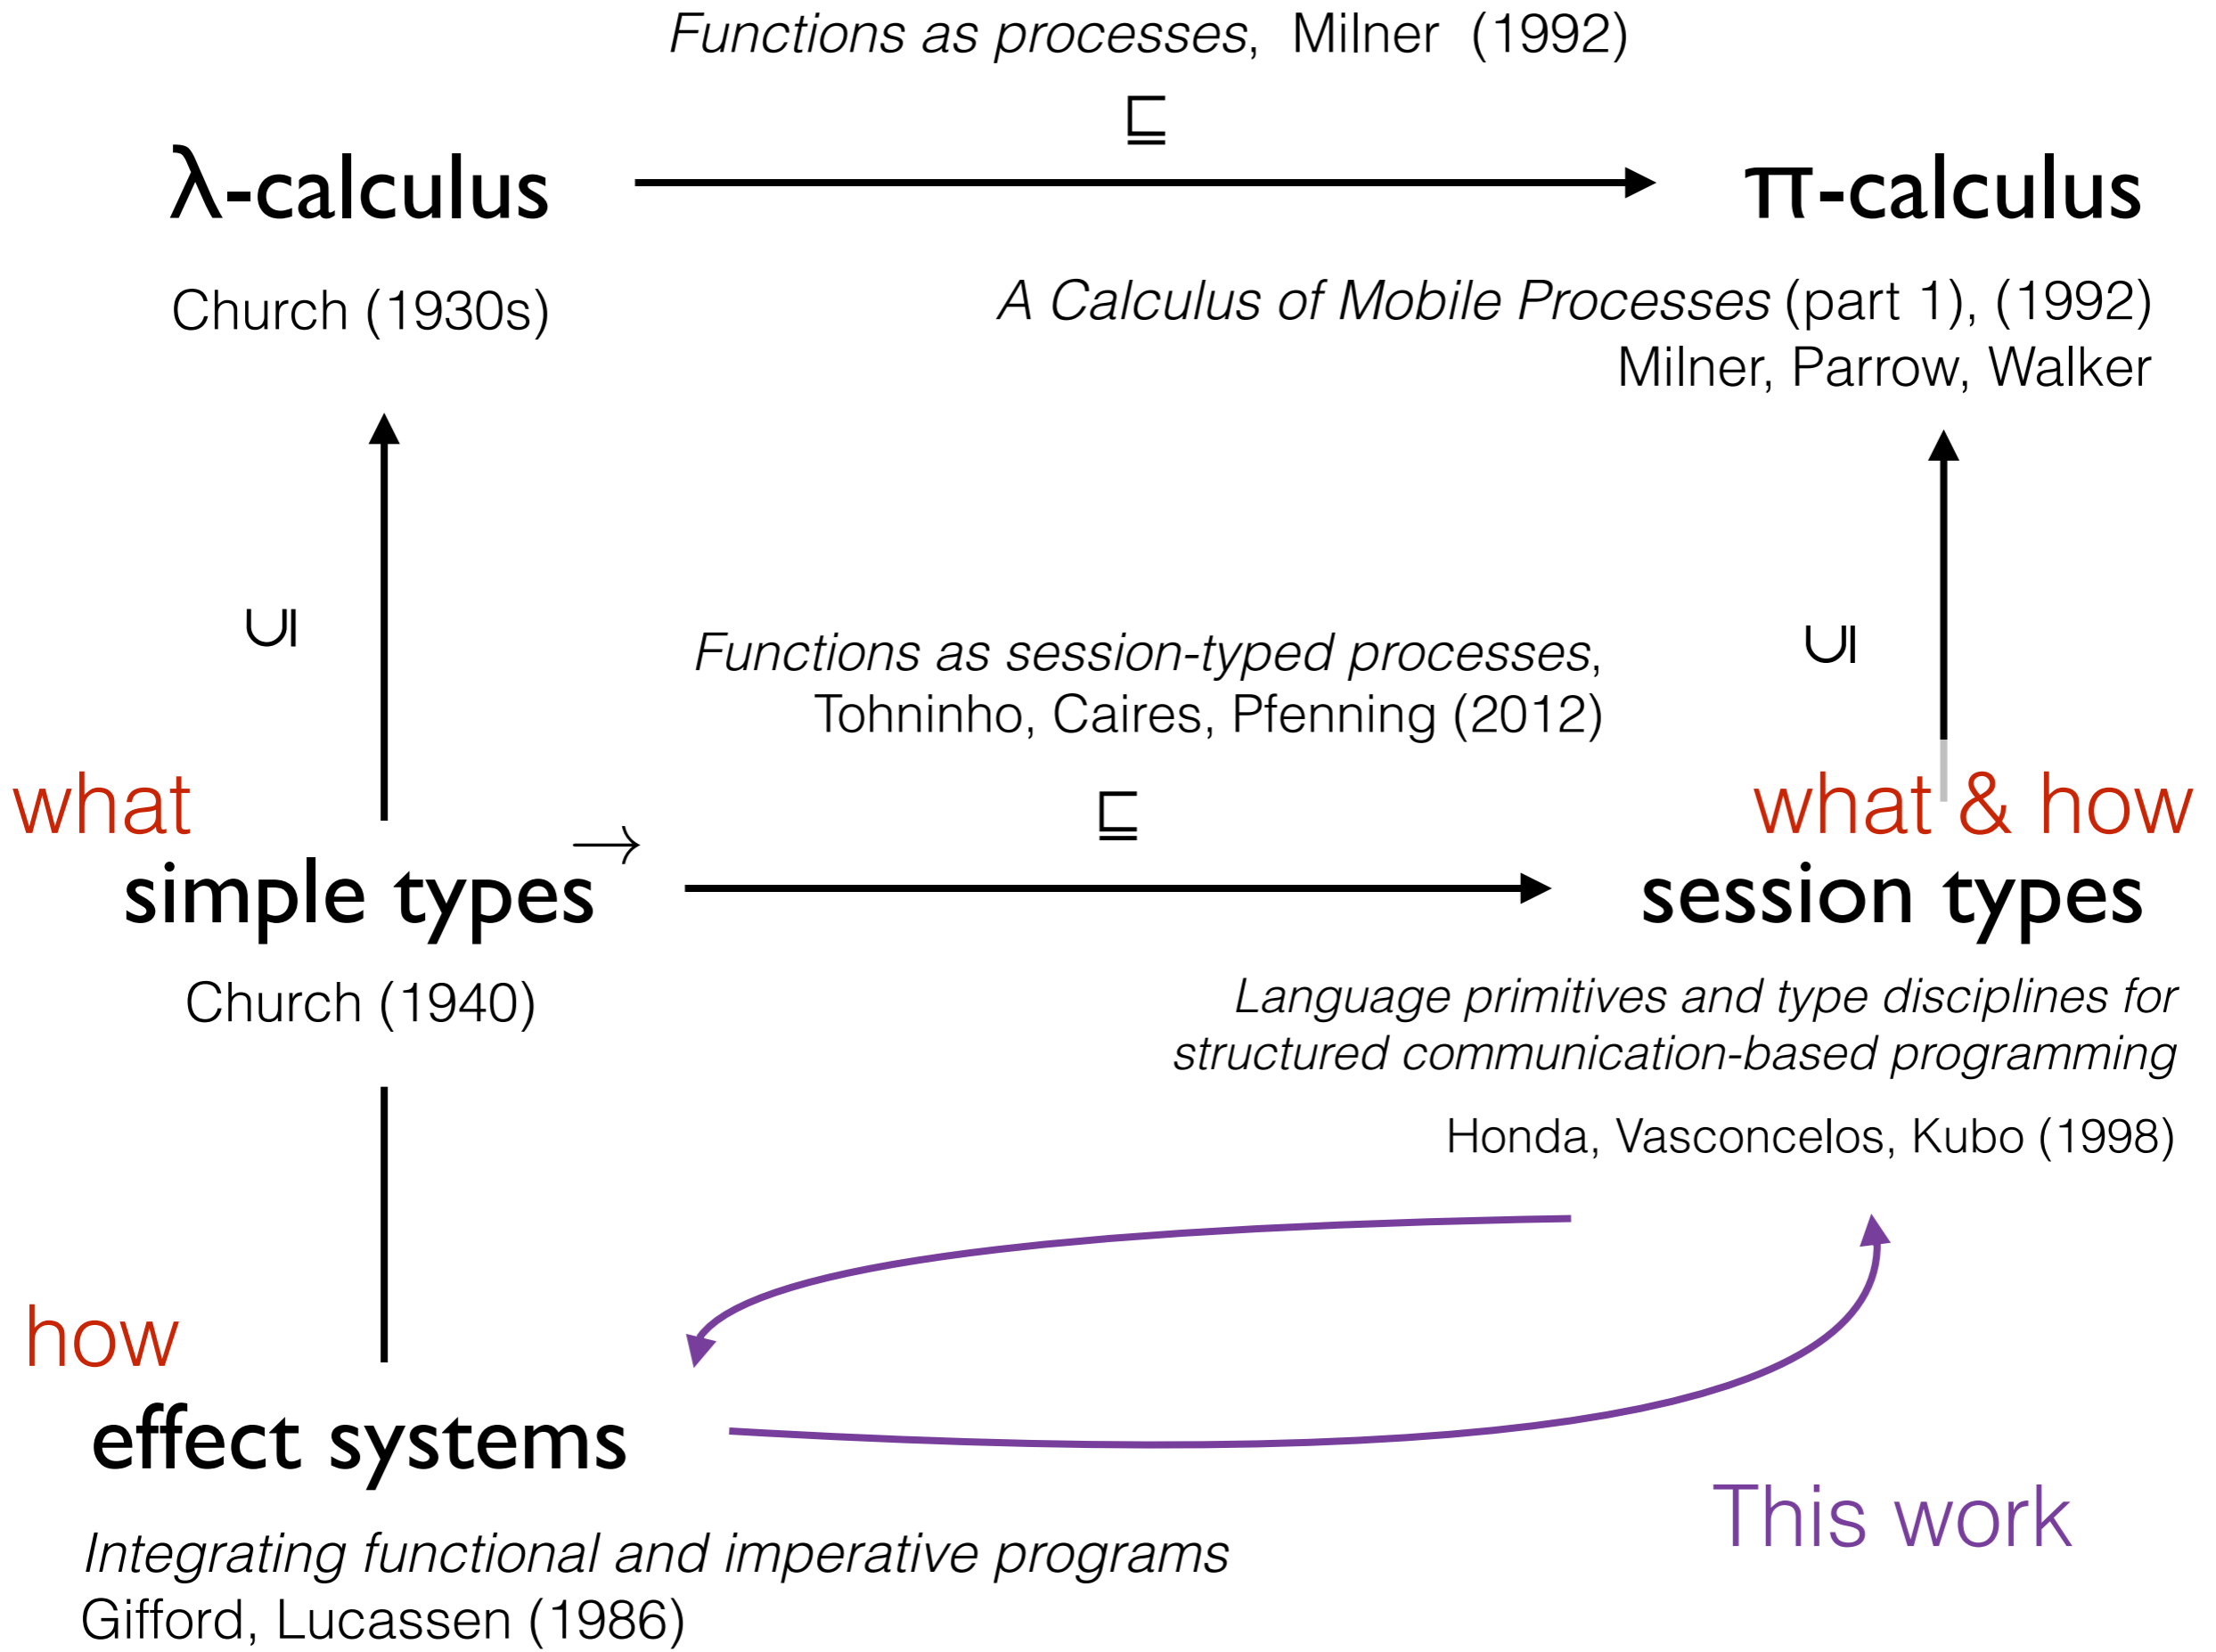 Functions as processes, Milner (1992)
⊑
λ-calculus
π-calculus
Church (1930s)
A Calculus of Mobile Processes (part 1), (1992)
Milner, Parrow, Walker
⊆
⊆
Functions as session-typed processes,
Tohninho, Caires, Pfenning (2012)
⊑
what
what & how
→
simple types
session types
Church (1940)
Language primitives and type disciplines for
structured communication-based programming
Honda, Vasconcelos, Kubo (1998)
how
effect systems
This work
Integrating functional and imperative programs
Gifford, Lucassen (1986)